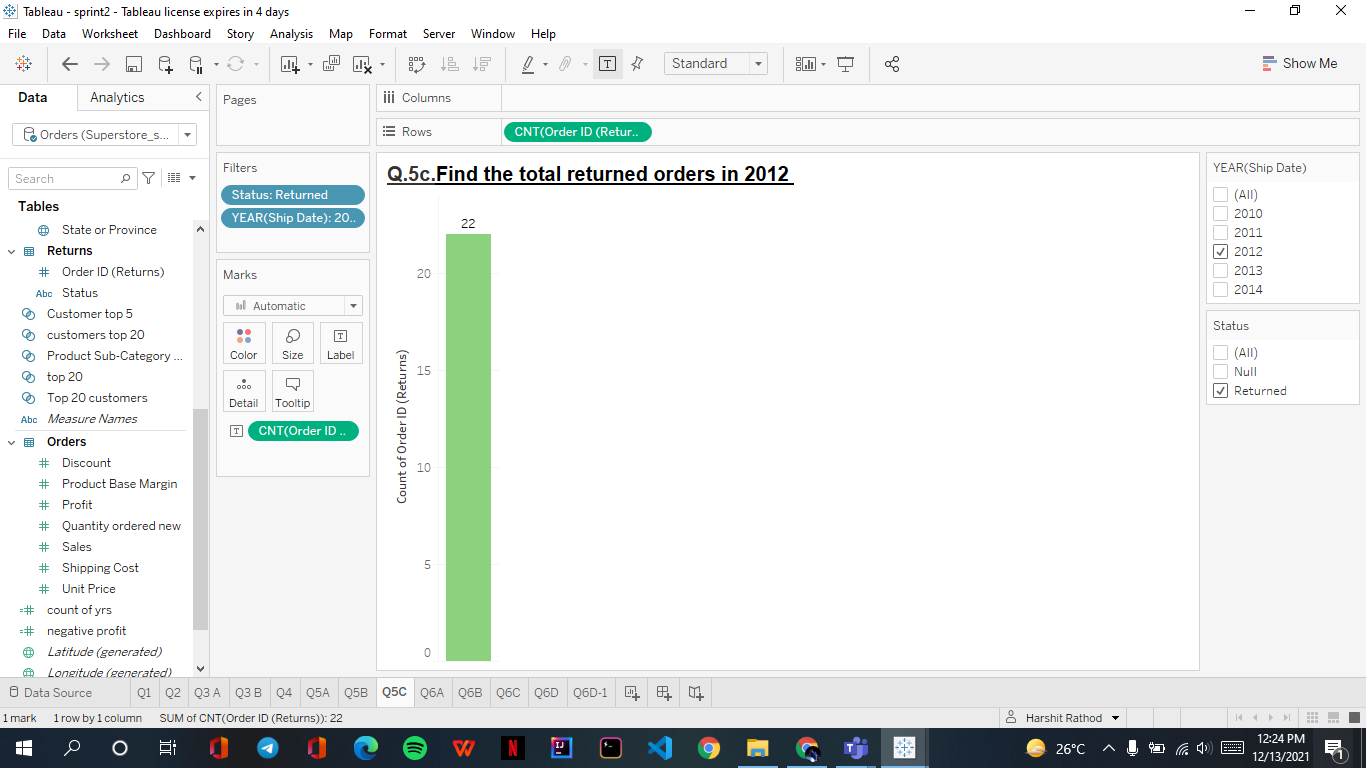 Tableau - sprint2 - Tableau license expires in 4 days
File Data Worksheet Dashboard Story Analysis Map Format Server Window Help
Standard
Show Me
Data Analytics
Orders (Superstore_s...
Search
Tables
State or Province
Returns
Order ID (Returns)
Abc Status
Customer top 5
customers top 20
Product Sub-Category ...
top 20
Top 20 customers
Abc Measure Names
Orders
Discount
Product Base Margin
Profit
Quantity ordered new
Sales
Shipping Cost
Unit Price
count of yrs
negative profit
Latitude (generated)
Longitude (generated)
Pages
Filters
Status: Returned
YEAR(Ship Date): 20..
Marks
Automatic
Color Size Label
Detail Tooltip
CNT(Order ID ..
Columns
Rows CNT(Order ID (Retur..
Q.5c.Find the total returned orders in 2012
22
20
15
10
5
0
Count of Order ID (Returns)
YEAR(Ship Date)
(All)
2010
2011
2012
2013
2014
Status
(All)
Null
Returned
Data Source Q1 Q2 Q3 A Q3 B Q4 Q5A Q5B Q5C Q6A Q6B Q6C Q6D Q6D-1
1 mark 1 row by 1 column SUM of CNT(Order ID (Returns)): 22
Harshit Rathod
26°C
12:24 PM
12/13/2021
1